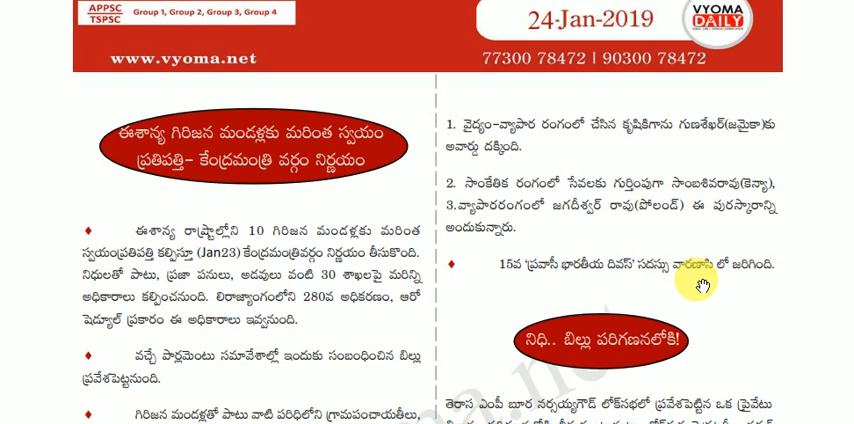 APPSC
TSPSC
Group 1, Group 2, Group 3, Group 4
24-Jan-2019
VYOMA
DAILY
www.vyoma.net
77300 78472 | 90300 78472
ఈశాన్య గిరిజన మండళ్లకు మరింత స్వయం
ప్రతిపత్తి- కేంద్రమంత్రి వర్గం నిర్ణయం
♦ ఈశాన్య రాష్ట్రాల్లోని 10 గిరిజన మండళ్లకు మరింత
స్వయంప్రతిపత్తి కల్పిస్తూ (Jan23) కేంద్రమంత్రివర్గం నిర్ణయం తీసుకొంది.
నిధులతో పాటు, ప్రజా పనులు, అడవులు వంటి 30 శాఖలపై మరిన్ని
అధికారాలు కల్పించనుంది. లిరాజ్యాంగంలోని 280వ అధికరణం, ఆరో
షెడ్యూల్ ప్రకారం ఈ అధికారాలు ఇవ్వనుంది.
♦ వచ్చే పార్లమెంటు సమావేశాల్లో ఇందుకు సంబంధించిన బిల్లు
ప్రవేశపెట్టనుంది.
♦ గిరిజన మండళ్లతో పాటు వాటి పరిధిలోని గ్రామపంచాయతీలు,
1. వైద్యం-వ్యాపార రంగంలో చేసిన కృషికిగాను గుణశేఖర్(జమైకా)కు
అవార్డు దక్కింది.
2. సాంకేతిక రంగంలో సేవలకు గుర్తింపుగా సాంబశివరావు(కెన్యా),
3.వ్యాపారరంగంలో జగదీశ్వర్ రావు(పోలండ్) ఈ పురస్కారాన్ని
అందుకున్నారు.
♦ 15వ 'ప్రవాసీ భారతీయ దివస్' సదస్సు వారణాసి లో జరిగింది.
నిధి.. బిల్లు పరిగణనలోకి!
తెరాస ఎంపీ బూర నర్సయ్యగౌడ్ లోక్‌సభలో ప్రవేశపెట్టిన ఒక ప్రైవేటు